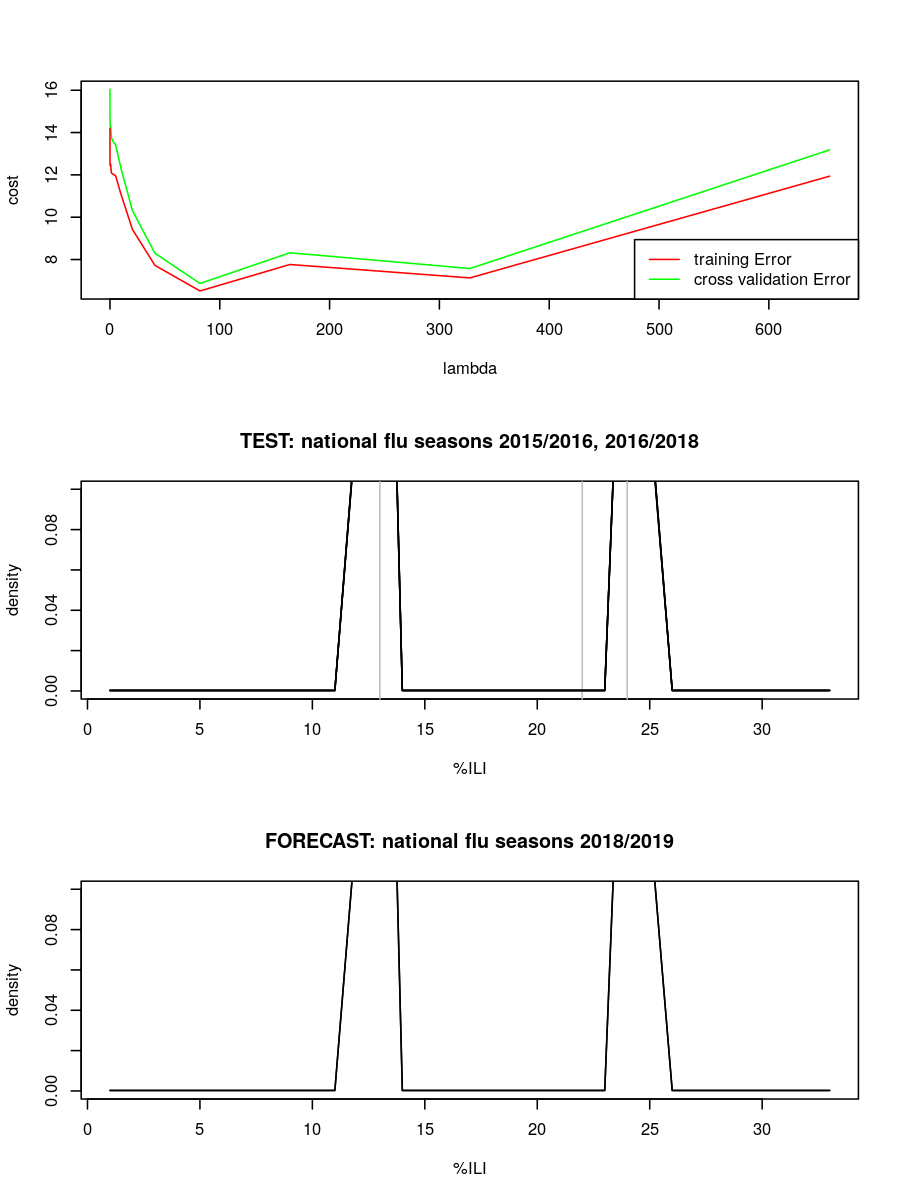 16
14
12
10
8
cost
training Error
cross validation Error
0 100 200 300 400 500 600
lambda
TEST: national flu seasons 2015/2016, 2016/2018
0.08
0.04
0.00
density
0 5 10 15 20 25 30
%ILI
FORECAST: national flu seasons 2018/2019
0.08
0.04
0.00
density
0 5 10 15 20 25 30
%ILI